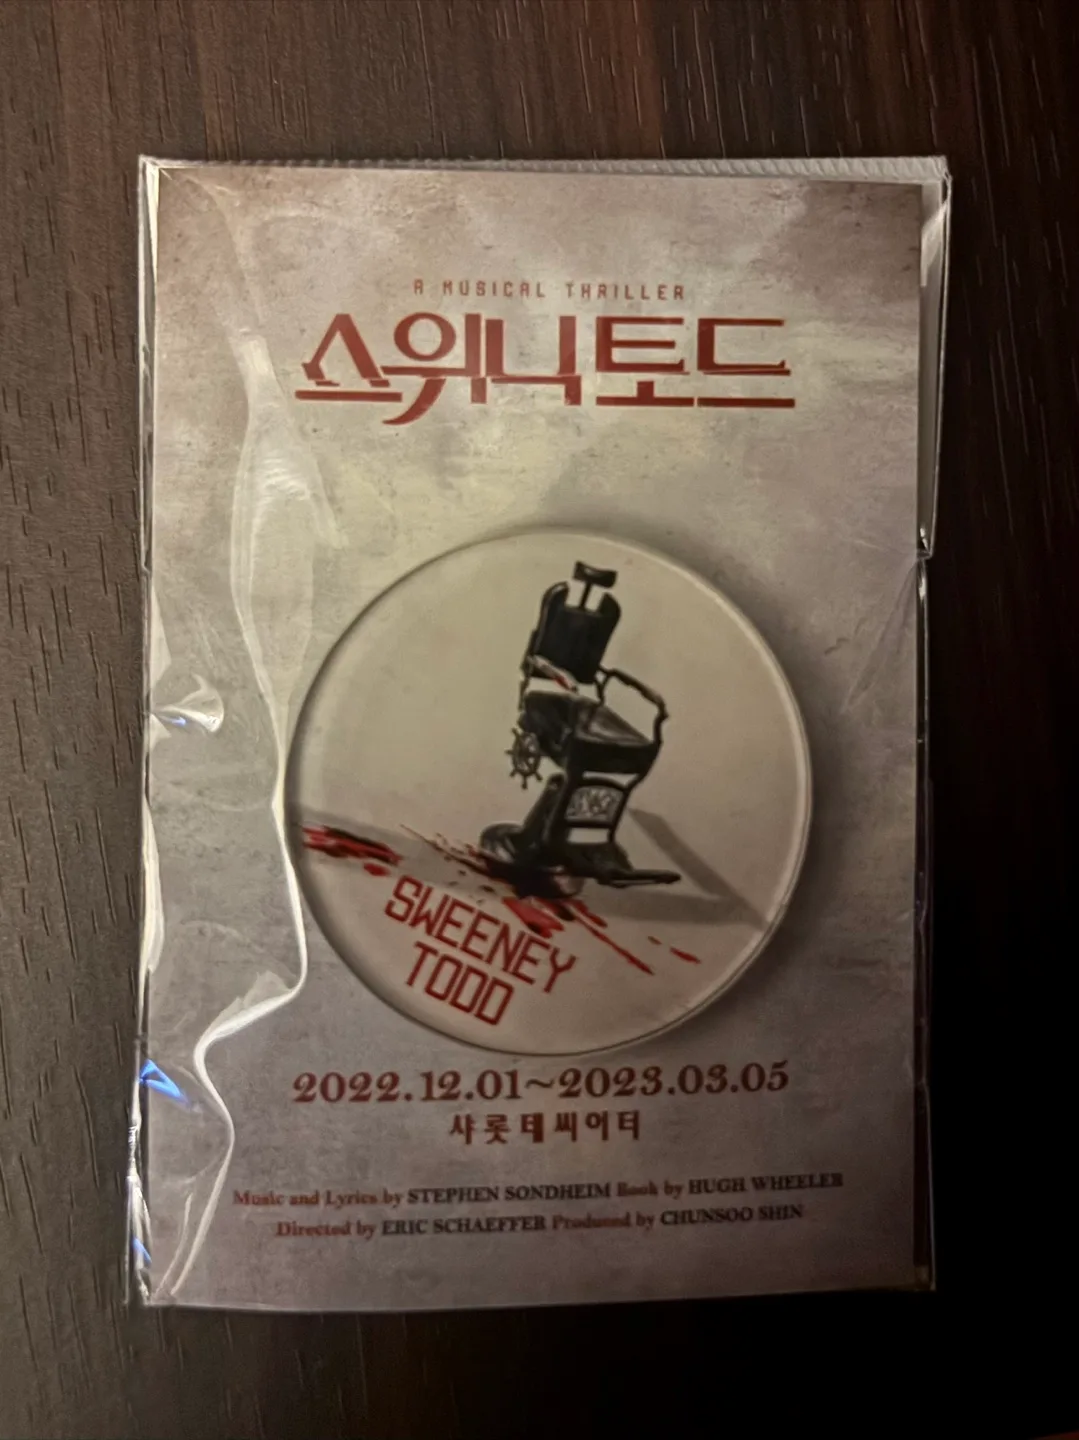 A MUSICAL THRILLER
스위니토드
SWEENEY
TODD
2022.12.01~2023.03.05
샤롯데씨어터
Music and Lyrics by STEPHEN SONDHEIM Book by HUGH WHEELER
Directed by ERIC SCHAEFFER Produced by CHUNSOO SHIN